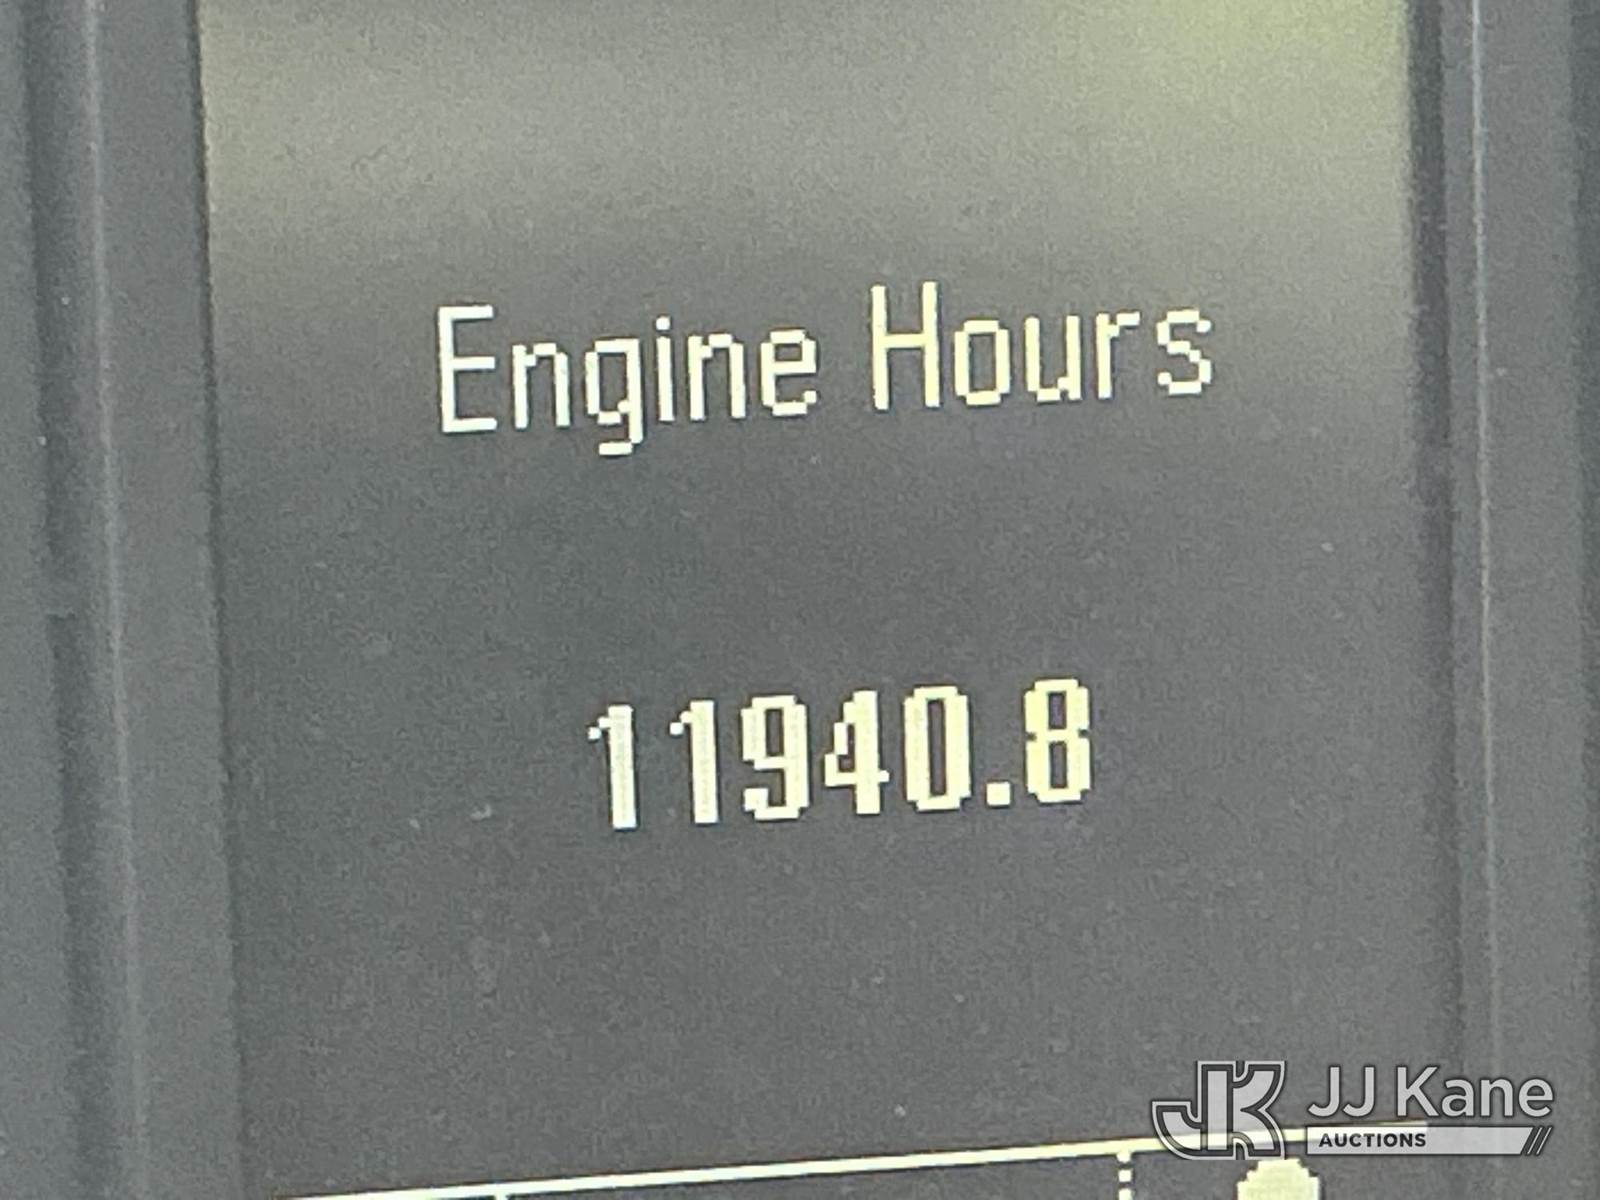 Engine Hours
11940.8
JJ Kane
AUCTIONS